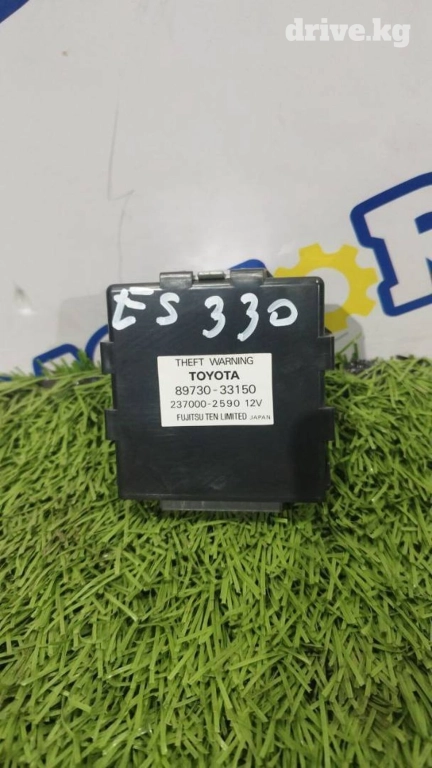 drive.kg
ES 330
THEFT WARNING
TOYOTA
89730-33150
237000-2590 12V
FUJITSU TEN LIMITED JAPAN